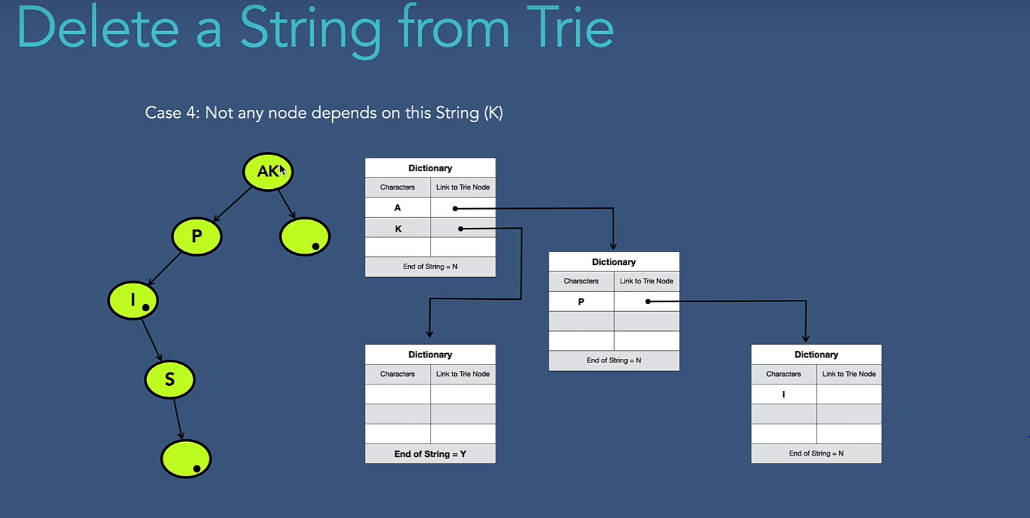 Delete a String from Trie
Case 4: Not any node depends on this String (K)
AK
P
I
S
Dictionary
Characters Link to Trie Node
A
K
End of String = N
Dictionary
Characters Link to Trie Node
P
End of String = N
Dictionary
Characters Link to Trie Node
End of String = Y
Dictionary
Characters Link to Trie Node
I
End of String = N